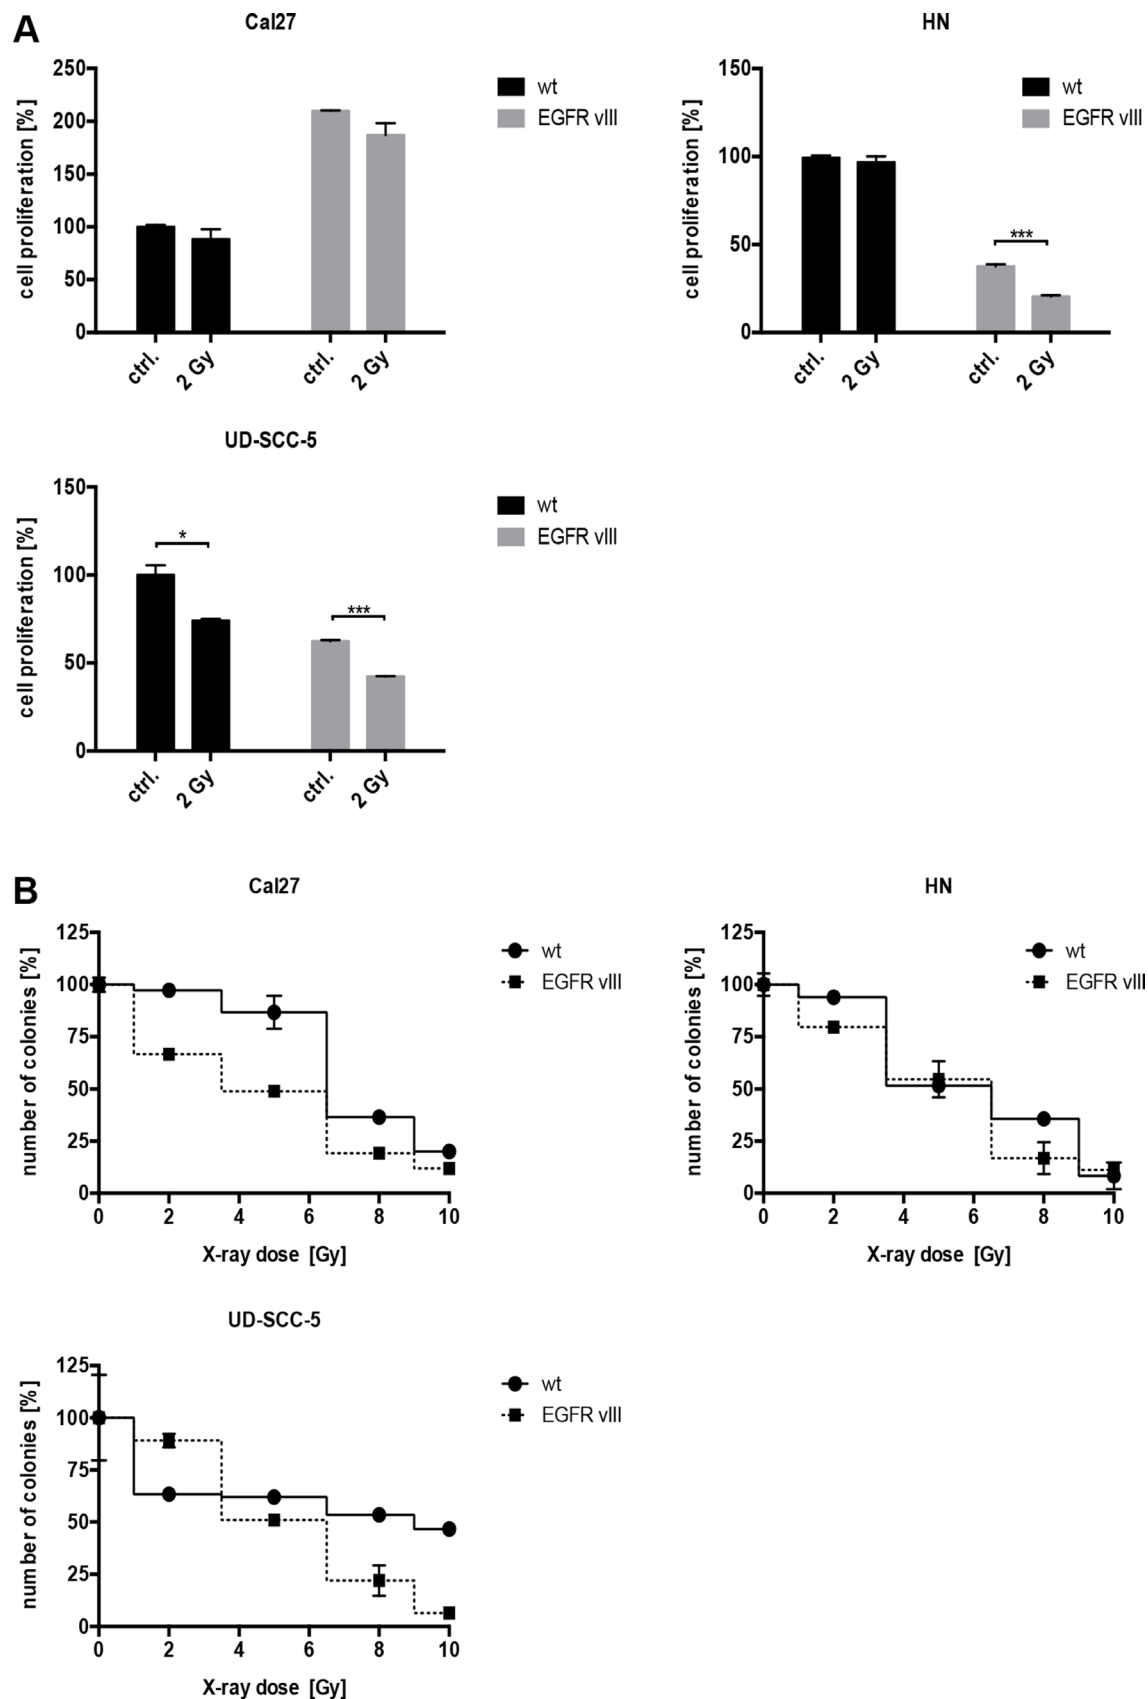 A
Cal27
cell proliferation [%]
250
200
150
100
50
0
ctrl.
2 Gy
ctrl.
2 Gy
wt
EGFR vIII
HN
cell proliferation [%]
150
100
50
0
***
ctrl.
2 Gy
ctrl.
2 Gy
wt
EGFR vIII
UD-SCC-5
cell proliferation [%]
150
100
50
0
*
***
ctrl.
2 Gy
ctrl.
2 Gy
wt
EGFR vIII
B
Cal27
number of colonies [%]
125
100
75
50
25
0
0 2 4 6 8 10
X-ray dose [Gy]
wt
EGFR vIII
HN
number of colonies [%]
125
100
75
50
25
0
0 2 4 6 8 10
X-ray dose [Gy]
wt
EGFR vIII
UD-SCC-5
number of colonies [%]
125
100
75
50
25
0
0 2 4 6 8 10
X-ray dose [Gy]
wt
EGFR vIII